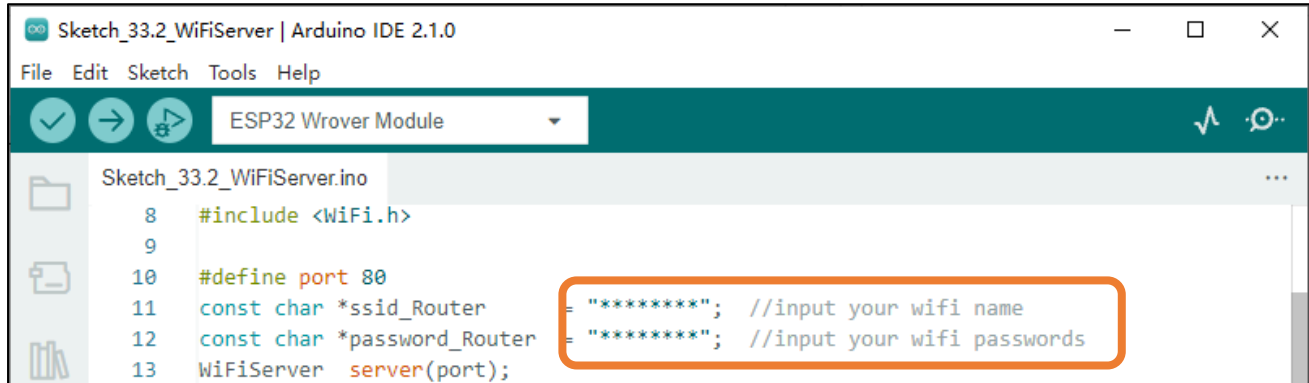 Sketch_33.2_WiFiServer | Arduino IDE 2.1.0
File Edit Sketch Tools Help
ESP32 Wrover Module
Sketch_33.2_WiFiServer.ino
8 #include <WiFi.h>
9
10 #define port 80
11 const char *ssid_Router = "********"; //input your wifi name
12 const char *password_Router = "********"; //input your wifi passwords
13 WiFiServer server(port);